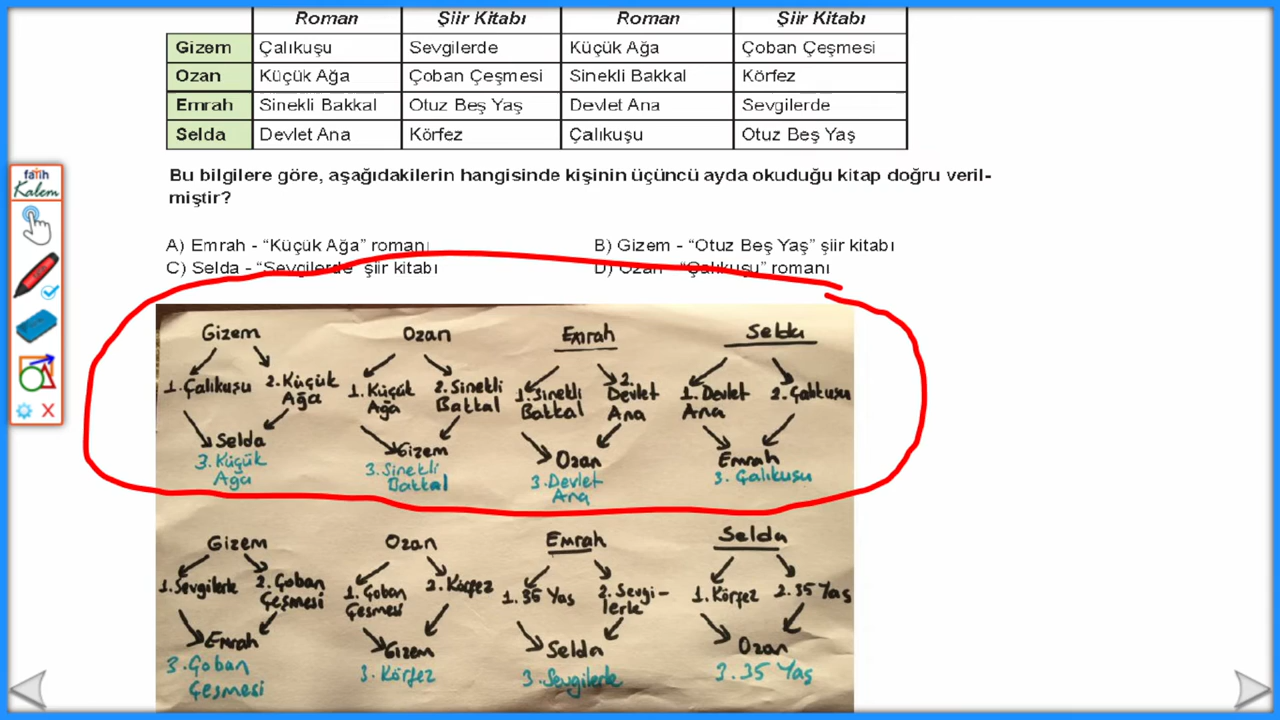 Roman Şiir Kitabı Roman Şiir Kitabı
Gizem Çalıkuşu Sevgilerde Küçük Ağa Çoban Çeşmesi
Ozan Küçük Ağa Çoban Çeşmesi Sinekli Bakkal Körfez
Emrah Sinekli Bakkal Otuz Beş Yaş Devlet Ana Sevgilerde
Selda Devlet Ana Körfez Çalıkuşu Otuz Beş Yaş
Bu bilgilere göre, aşağıdakilerin hangisinde kişinin üçüncü ayda okuduğu kitap doğru veril-
miştir?
A) Emrah - “Küçük Ağa” romanı B) Gizem - “Otuz Beş Yaş” şiir kitabı
C) Selda - “Sevgilerde” şiir kitabı D) Ozan - “Çalıkuşu” romanı
fatih
Kalem
Gizem Ozan Emrah Selda
1.Çalıkuşu 2.Küçük Ağa 1.Küçük Ağa 2.Sinekli Bakkal 1.Sinekli Bakkal 2.Devlet Ana 1.Devlet Ana 2.Çalıkuşu
Selda Gizem Ozan Emrah
3.Küçük Ağa 3.Sinekli Bakkal 3.Devlet Ana 3.Çalıkuşu
Gizem Ozan Emrah Selda
1.Sevgilerle 2.Çoban Çeşmesi 1.Çoban Çeşmesi 2.Körfez 1.35 Yaş 2.Sevgi-lerle 1.Körfez 2.35 Yaş
Emrah Gizem Selda Ozan
3.Çoban Çeşmesi 3.Körfez 3.Sevgilerle 3.35 Yaş